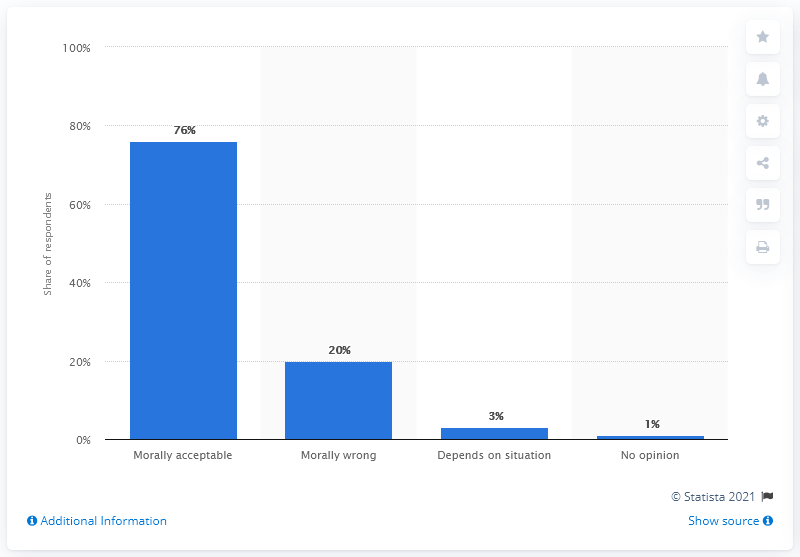 100%
80%
60%
40%
20%
0%
Share of respondents
76%
20%
3%
1%
Morally acceptable
Morally wrong
Depends on situation
No opinion
© Statista 2021
Additional Information
Show source